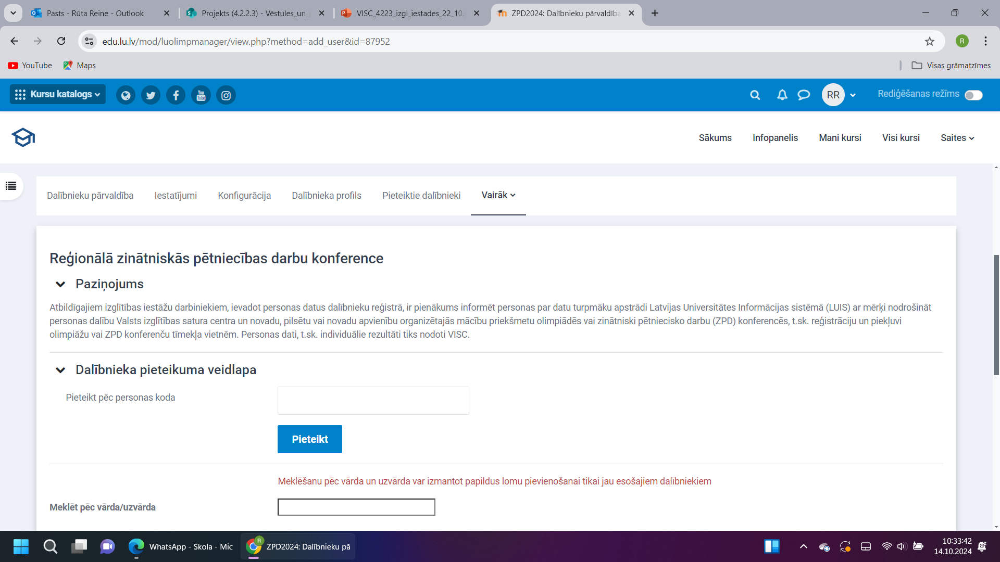 Pasts - Rūta Reine - Outlook
Projekts (4.2.2.3) - Vēstules_un_
VISC_4223_izgl_iestades_22_10.
ZPD2024: Dalībnieku pārvaldība
edu.lu.lv/mod/luolimpmanager/view.php?method=add_user&id=87952
R
YouTube
Maps
Visas grāmatzīmes
Kursu katalogs
You Tube
RR
Rediģēšanas režīms
Sākums
Infopanelis
Mani kursi
Visi kursi
Saites
Dalībnieku pārvaldība
Iestatījumi
Konfigurācija
Dalībnieka profils
Pieteiktie dalībnieki
Vairāk
Reģionālā zinātniskās pētniecības darbu konference
Paziņojums
Atbildīgajiem izglītības iestāžu darbiniekiem, ievadot personas datus dalībnieku reģistrā, ir pienākums informēt personas par datu turpmāku apstrādi Latvijas Universitātes Informācijas sistēmā (LUIS) ar mērķi nodrošināt
personas dalību Valsts izglītības satura centra un novadu, pilsētu vai novadu apvienību organizētajās mācību priekšmetu olimpiādēs vai zinātniski pētniecisko darbu (ZPD) konferencēs, t.sk. reģistrāciju un piekļuvi
olimpiāžu vai ZPD konferenču tīmekļa vietnēm. Personas dati, t.sk. individuālie rezultāti tiks nodoti VISC.
Dalībnieka pieteikuma veidlapa
Pieteikt pēc personas koda
Pieteikt
Meklēšanu pēc vārda un uzvārda var izmantot papildus lomu pievienošanai tikai jau esošajiem dalībniekiem
Meklēt pēc vārda/uzvārda
WhatsApp - Skola - Mic
R
ZPD2024: Dalībnieku pā
10:33:42
14.10.2024